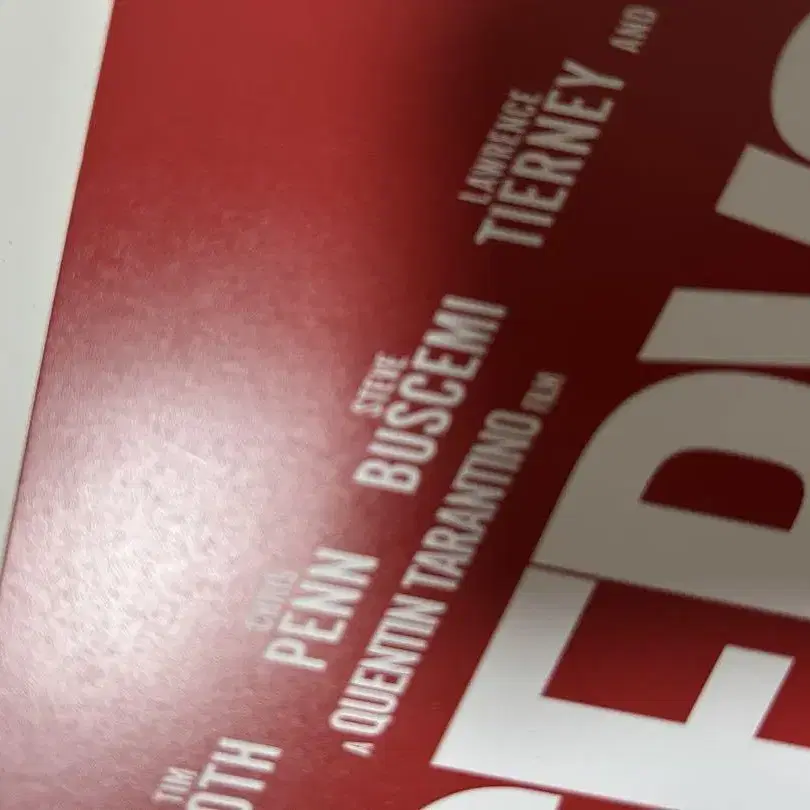 TIM CHRIS STEVE LAWRENCE
OTH PENN BUSCEMI TIERNEY AND
A QUENTIN TARANTINO FILM